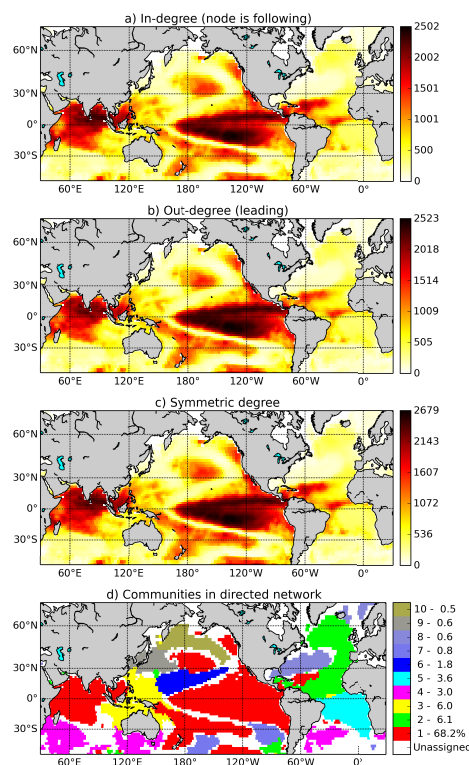 a) In-degree (node is following)
60°N
30°N
0°
30°S
60°E 120°E 180°W 120°W 60°W 0°
2502
2001
1501
1001
500
0
b) Out-degree (leading)
60°N
30°N
0°
30°S
60°E 120°E 180°W 120°W 60°W 0°
2523
2018
1514
1009
504
0
c) Symmetric degree
60°N
30°N
0°
30°S
60°E 120°E 180°W 120°W 60°W 0°
2679
2143
1607
1072
536
0
d) Communities in directed network
60°N
30°N
0°
30°S
60°E 120°E 180°W 120°W 60°W 0°
10 - 0.5
9 - 0.6
8 - 0.6
7 - 0.6
6 - 1.8
5 - 3.4
4 - 3.0
3 - 6.0
2 - 6.1
1 - 68.2%
Unassigned